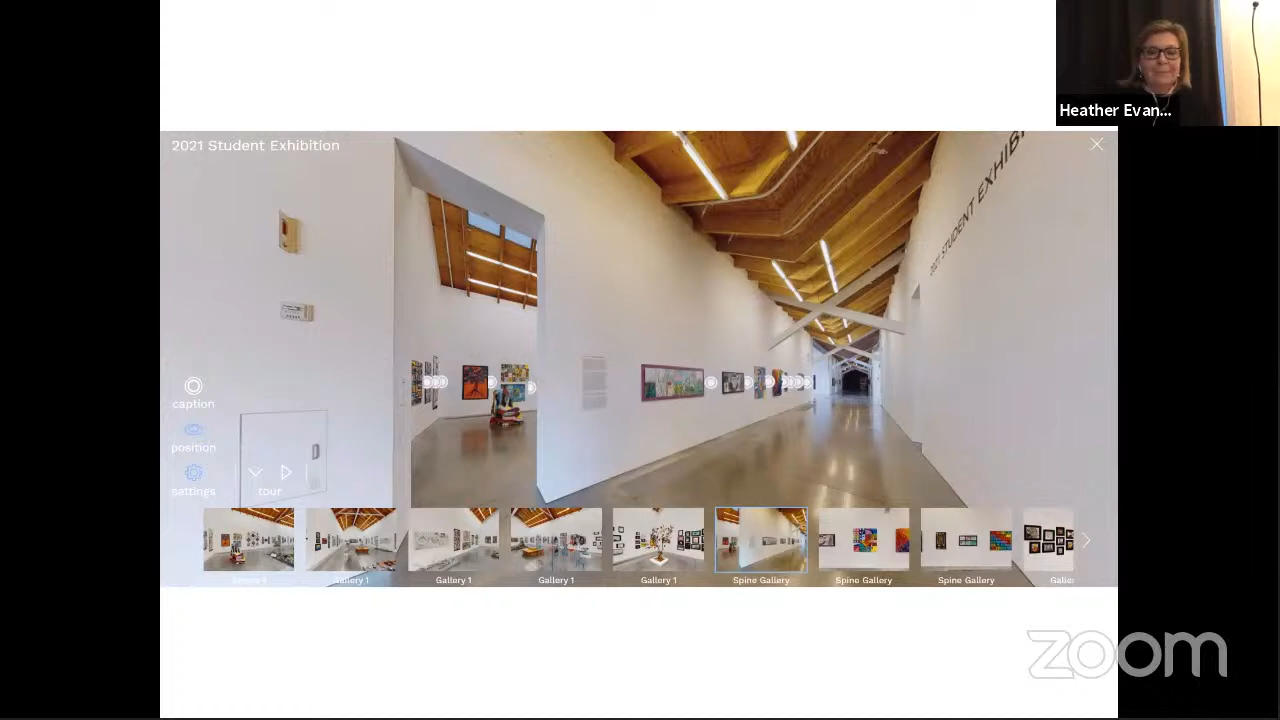 Heather Evan...
2021 Student Exhibition
2021 STUDENT EXHIB
caption
position
settings
tour
Gallery 1
Gallery 1
Gallery 1
Gallery 1
Spine Gallery
Spine Gallery
Spine Gallery
zoom